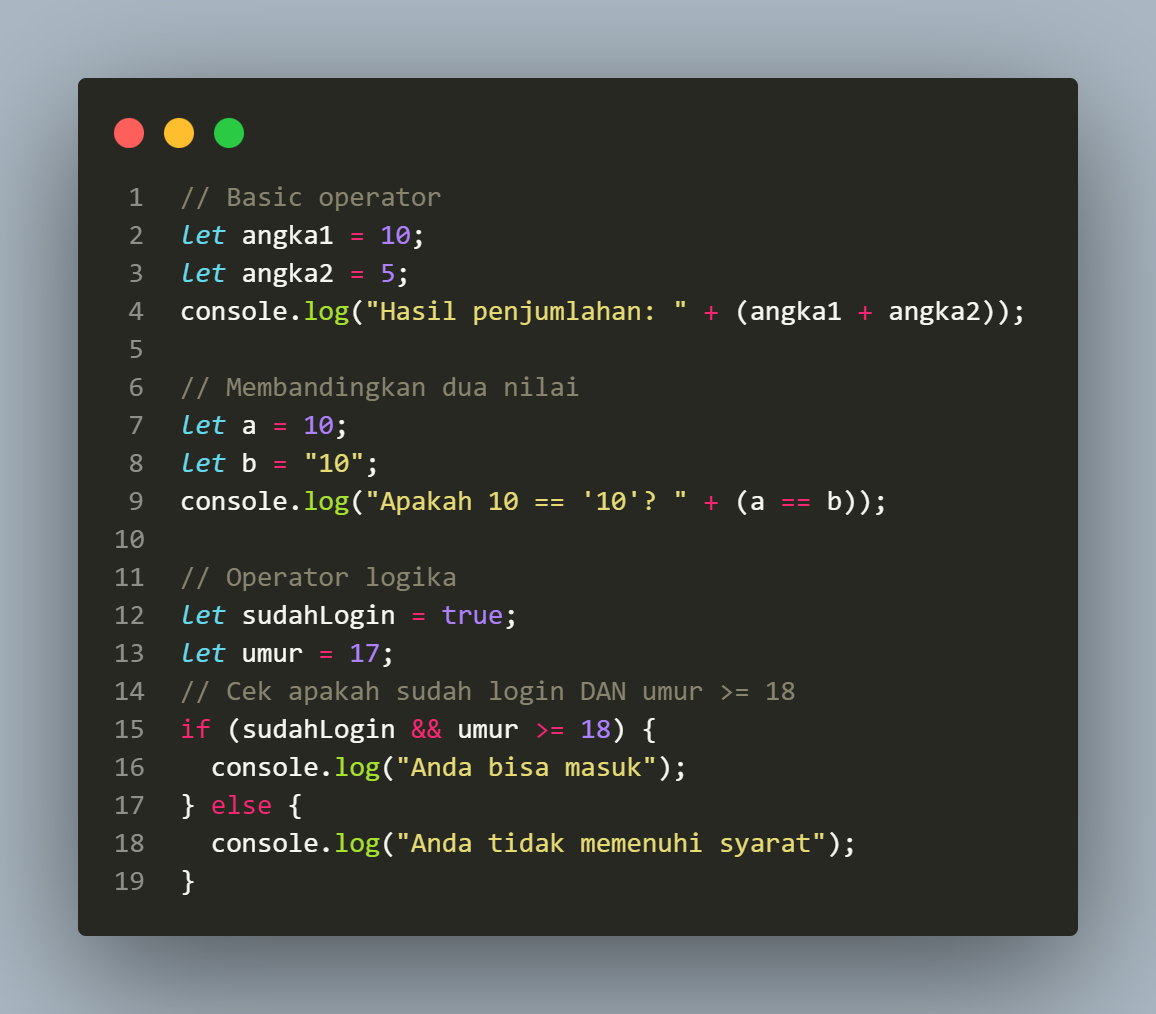 1 // Basic operator
2 let angka1 = 10;
3 let angka2 = 5;
4 console.log("Hasil penjumlahan: " + (angka1 + angka2));
5
6 // Membandingkan dua nilai
7 let a = 10;
8 let b = "10";
9 console.log("Apakah 10 == '10'? " + (a == b));
10
11 // Operator logika
12 let sudahLogin = true;
13 let umur = 17;
14 // Cek apakah sudah login DAN umur >= 18
15 if (sudahLogin && umur >= 18) {
16   console.log("Anda bisa masuk");
17 } else {
18   console.log("Anda tidak memenuhi syarat");
19 }